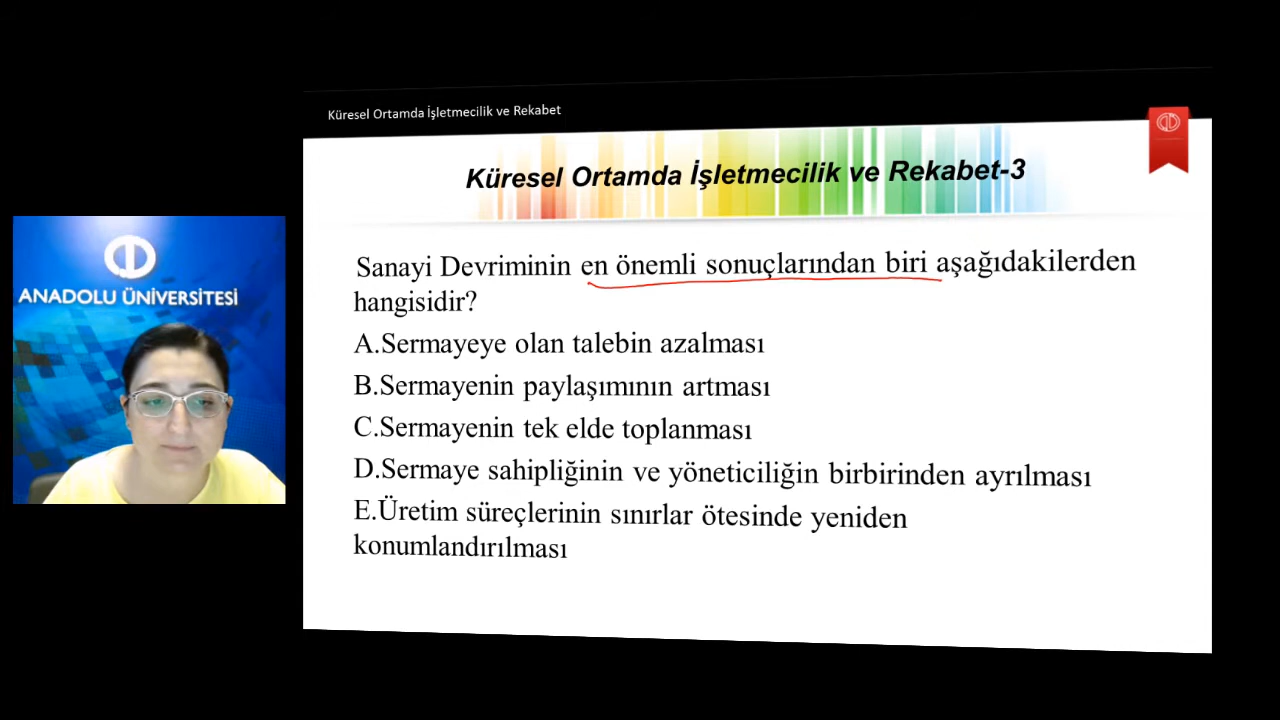 Küresel Ortamda İşletmecilik ve Rekabet
Küresel Ortamda İşletmecilik ve Rekabet-3
ANADOLU ÜNİVERSİTESİ
Sanayi Devriminin en önemli sonuçlarından biri aşağıdakilerden
hangisidir?
A.Sermayeye olan talebin azalması
B.Sermayenin paylaşımının artması
C.Sermayenin tek elde toplanması
D.Sermaye sahipliğinin ve yöneticiliğin birbirinden ayrılması
E.Üretim süreçlerinin sınırlar ötesinde yeniden
konumlandırılması